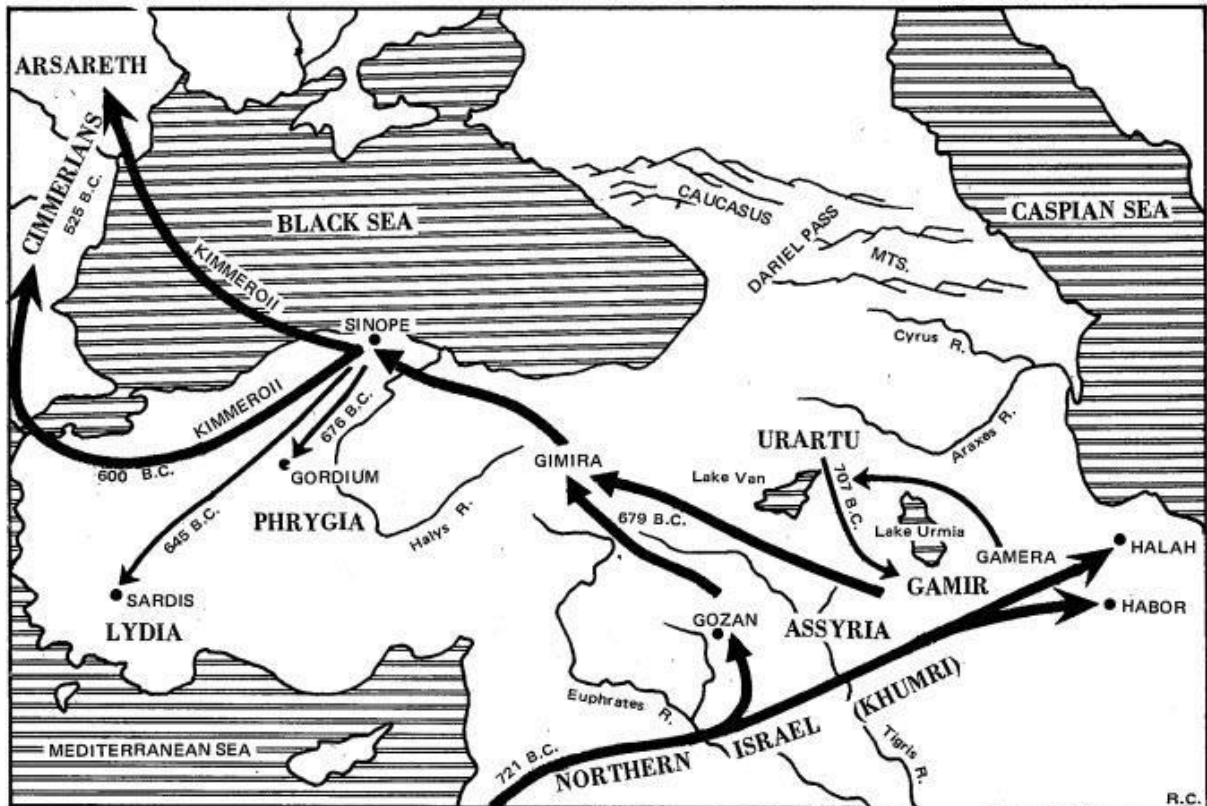 ARSARETH
CIMMERIANS
525 B.C.
BLACK SEA
KIMMEROII
SINOPE
CAUCASUS
DARIEL PASS
MTS.
CASPIAN SEA
Cyrus R.
Araxes R.
KIMMEROII
600 B.C.
676 B.C.
GORDIUM
PHRYGIA
645 B.C.
Halys R.
SARDIS
LYDIA
GIMIRA
679 B.C.
URARTU
Lake Van
707 B.C.
Lake Urmia
GAMERA
GAMIR
HALAH
HABOR
GOZAN
ASSYRIA
Euphrates R.
Tigris R.
721 B.C.
NORTHERN ISRAEL (KHUMRI)
MEDITERRANEAN SEA
R.C.